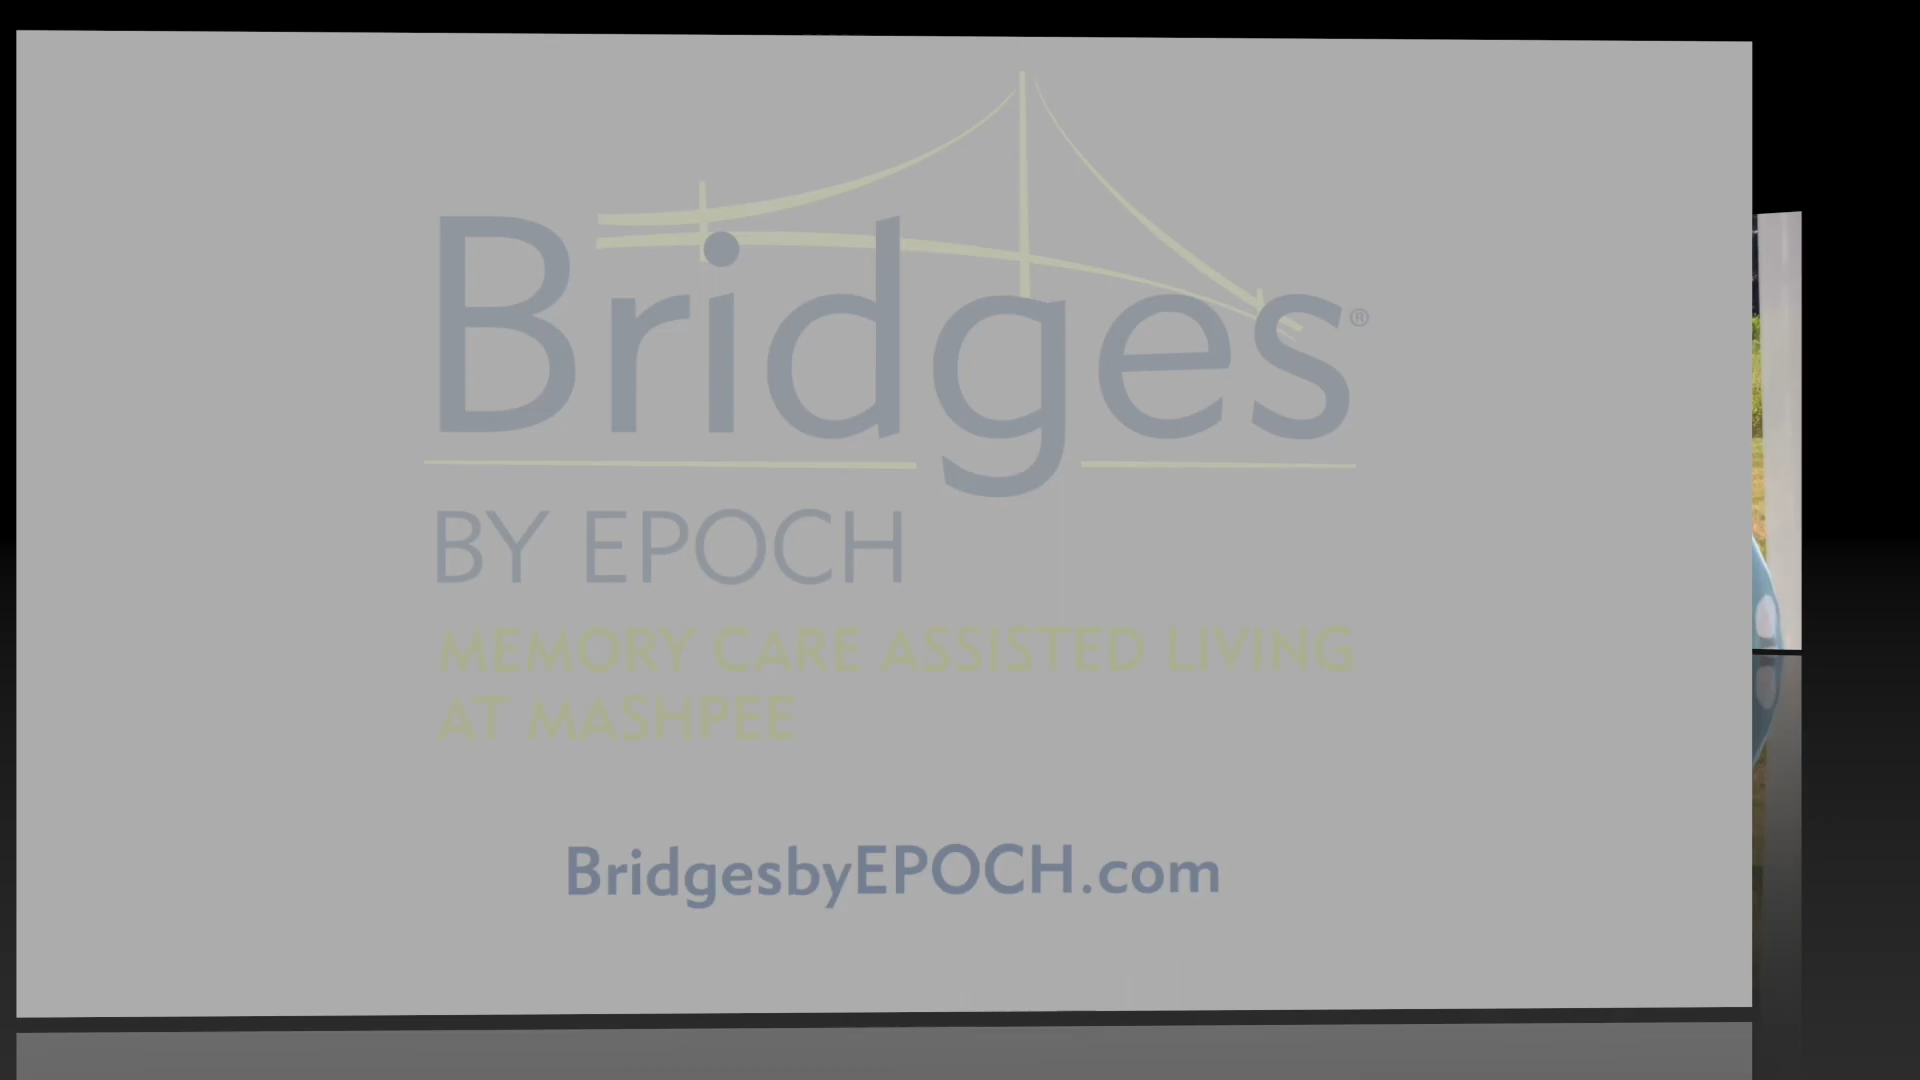 Bridges®
BY EPOCH
MEMORY CARE ASSISTED LIVING
AT MASHPEE
BridgesbyEPOCH.com